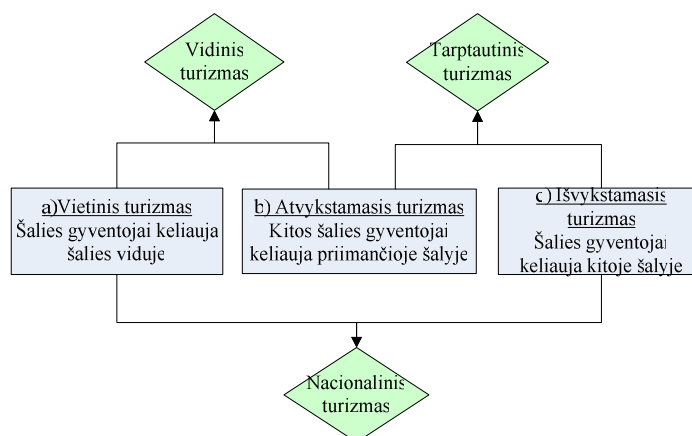 Vidinis
turizmas
Tarptautinis
turizmas
a)Vietinis turizmas
Šalies gyventojai keliauja
šalies viduje
b) Atvykstamasis turizmas
Kitos šalies gyventojai
keliauja priimančioje šalyje
c) Išvykstamasis
turizmas
Šalies gyventojai
keliauja kitoje šalyje
Nacionalinis
turizmas